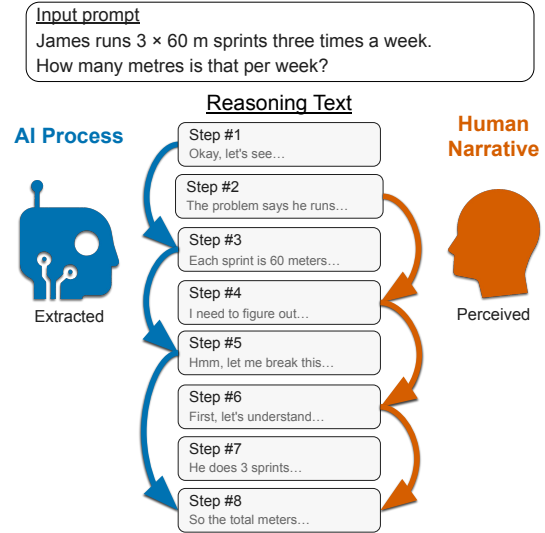 Input prompt
James runs 3 × 60 m sprints three times a week.
How many metres is that per week?
Reasoning Text
AI Process
Human
Narrative
Step #1
Okay, let's see…
Step #2
The problem says he runs…
Step #3
Each sprint is 60 meters…
Step #4
I need to figure out…
Extracted
Perceived
Step #5
Hmm, let me break this…
Step #6
First, let's understand…
Step #7
He does 3 sprints…
Step #8
So the total meters…